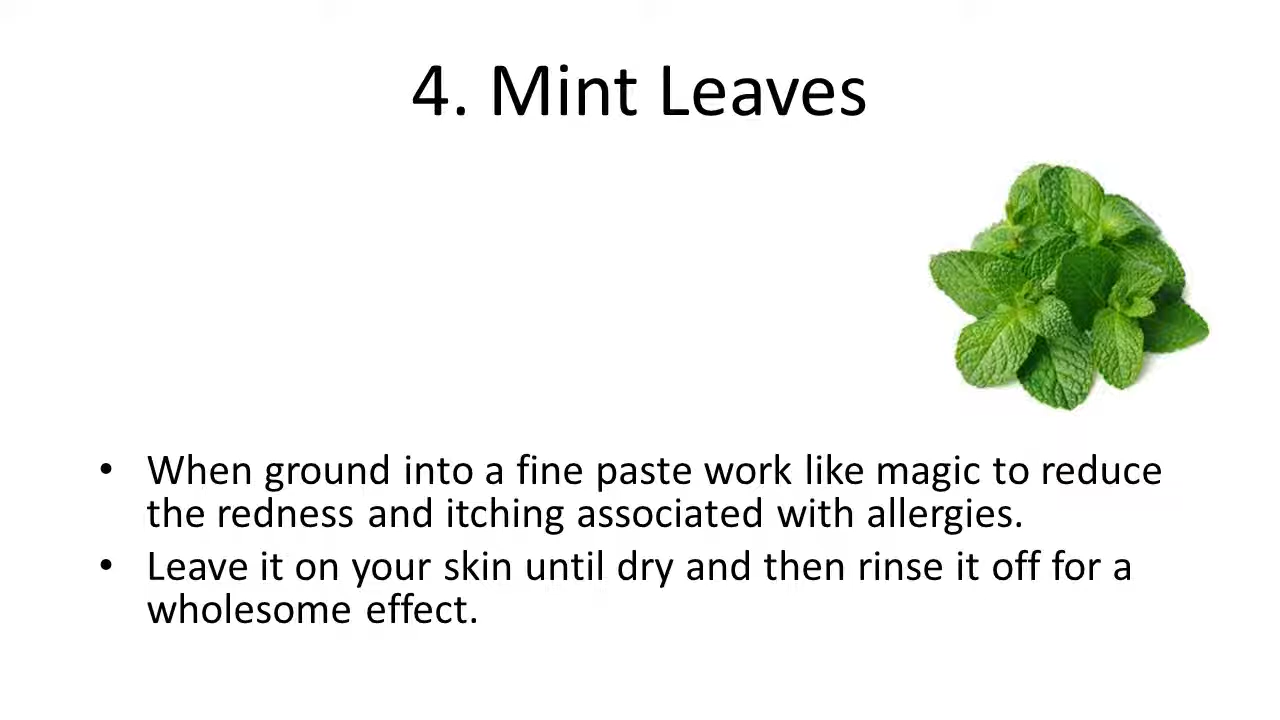 4. Mint Leaves
• When ground into a fine paste work like magic to reduce
the redness and itching associated with allergies.
• Leave it on your skin until dry and then rinse it off for a
wholesome effect.